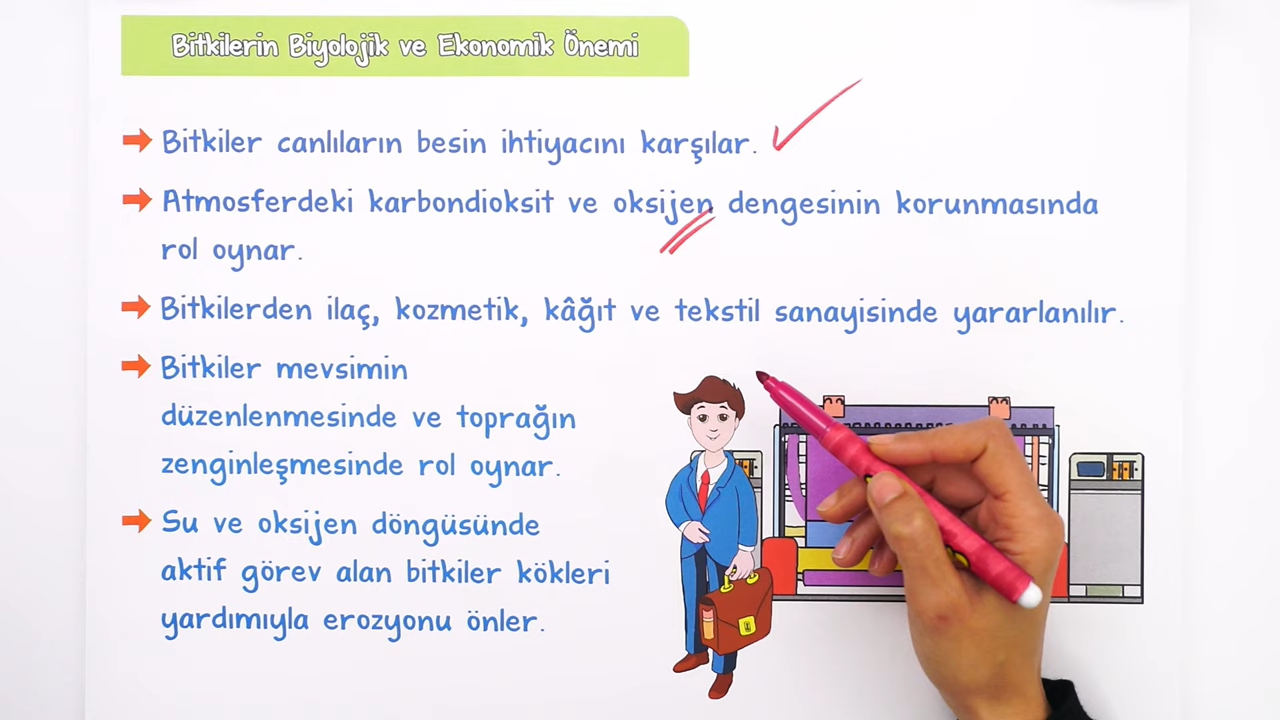 Bitkilerin Biyolojik ve Ekonomik Önemi
Bitkiler canlıların besin ihtiyacını karşılar.
Atmosferdeki karbondioksit ve oksijen dengesinin korunmasında
rol oynar.
Bitkilerden ilaç, kozmetik, kâğıt ve tekstil sanayisinde yararlanılır.
Bitkiler mevsimin
düzenlenmesinde ve toprağın
zenginleşmesinde rol oynar.
Su ve oksijen döngüsünde
aktif görev alan bitkiler kökleri
yardımıyla erozyonu önler.